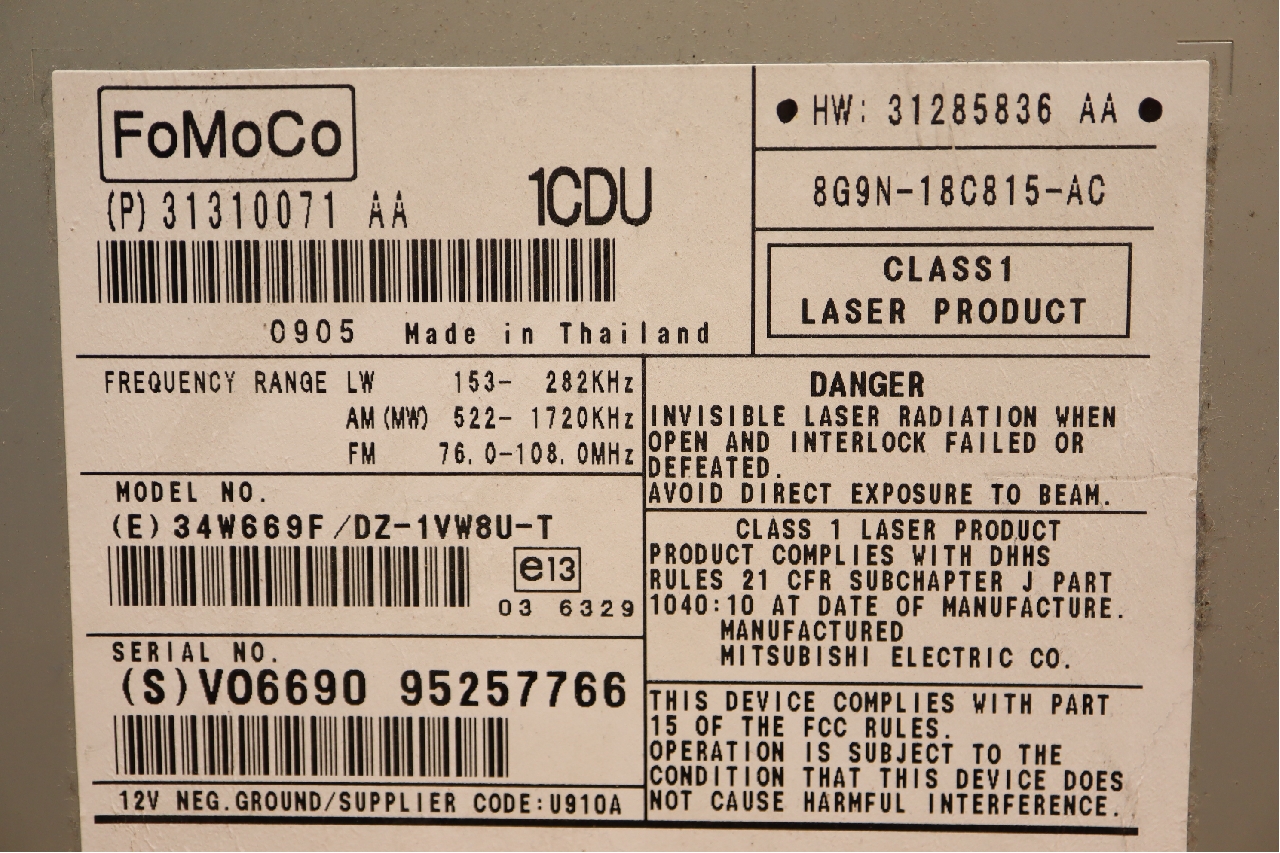 FoMoCo
(P) 31310071 AA
1CDU
0905 Made in Thailand
● HW: 31285836 AA ●
8G9N-18C815-AC
CLASS1
LASER PRODUCT
FREQUENCY RANGE LW 153- 282KHz
AM(MW) 522- 1720KHz
FM 76.0-108.0MHz
MODEL NO.
(E) 34W669F/DZ-1VW8U-T
e13
03 6329
SERIAL NO.
(S) V06690 95257766
12V NEG.GROUND/SUPPLIER CODE:U910A
DANGER
INVISIBLE LASER RADIATION WHEN
OPEN AND INTERLOCK FAILED OR
DEFEATED.
AVOID DIRECT EXPOSURE TO BEAM.
CLASS 1 LASER PRODUCT
PRODUCT COMPLIES WITH DHHS
RULES 21 CFR SUBCHAPTER J PART
1040:10 AT DATE OF MANUFACTURE.
MANUFACTURED
MITSUBISHI ELECTRIC CO.
THIS DEVICE COMPLIES WITH PART
15 OF THE FCC RULES.
OPERATION IS SUBJECT TO THE
CONDITION THAT THIS DEVICE DOES
NOT CAUSE HARMFUL INTERFERENCE.